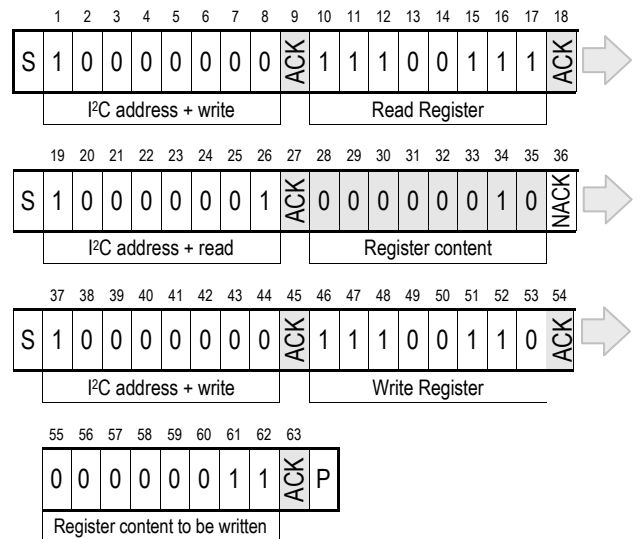 1 2 3 4 5 6 7 8 9 10 11 12 13 14 15 16 17 18
S 1 0 0 0 0 0 0 0 ACK 1 1 1 0 0 1 1 1 ACK
I²C address + write Read Register
19 20 21 22 23 24 25 26 27 28 29 30 31 32 33 34 35 36
S 1 0 0 0 0 0 0 1 ACK 0 0 0 0 0 0 1 0 NACK
I²C address + read Register content
37 38 39 40 41 42 43 44 45 46 47 48 49 50 51 52 53 54
S 1 0 0 0 0 0 0 0 ACK 1 1 1 0 0 1 1 0 ACK
I²C address + write Write Register
55 56 57 58 59 60 61 62 63
0 0 0 0 0 0 1 1 ACK P
Register content to be written